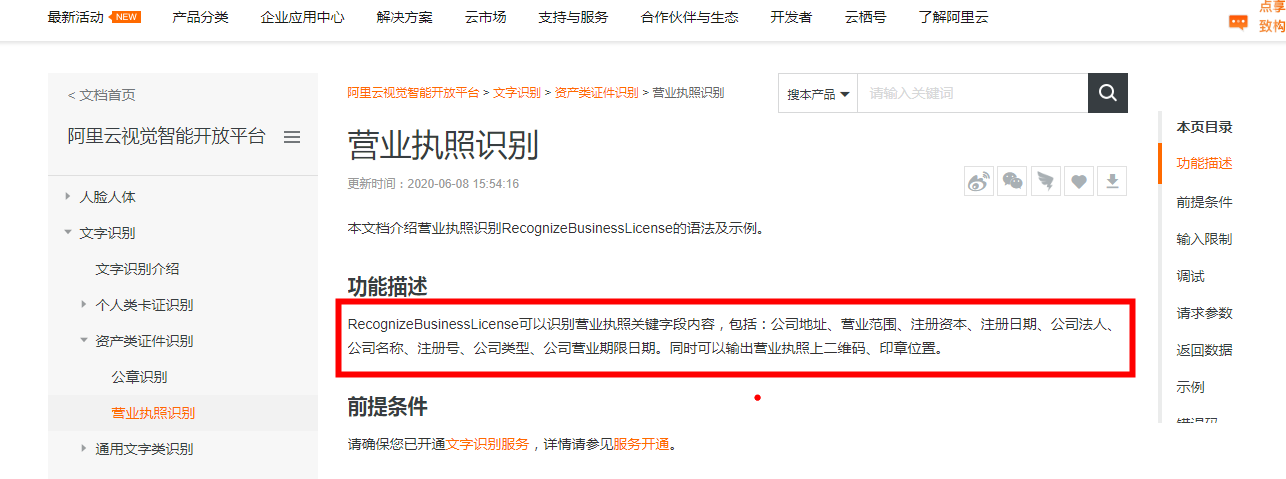 最新活动 NEW 产品分类 企业应用中心 解决方案 云市场 支持与服务 合作伙伴与生态 开发者 云栖号 了解阿里云
< 文档首页
阿里云视觉智能开放平台
人脸人体
文字识别
文字识别介绍
个人类卡证识别
资产类证件识别
公章识别
营业执照识别
通用文字类识别
阿里云视觉智能开放平台 > 文字识别 > 资产类证件识别 > 营业执照识别
搜本产品 请输入关键词
营业执照识别
更新时间：2020-06-08 15:54:16
本文档介绍营业执照识别RecognizeBusinessLicense的语法及示例。
功能描述
RecognizeBusinessLicense可以识别营业执照关键字段内容，包括：公司地址、营业范围、注册资本、注册日期、公司法人、
公司名称、注册号、公司类型、公司营业期限日期。同时可以输出营业执照上二维码、印章位置。
前提条件
请确保您已开通文字识别服务，详情请参见服务开通。
本页目录
功能描述
前提条件
输入限制
调试
请求参数
返回数据
示例